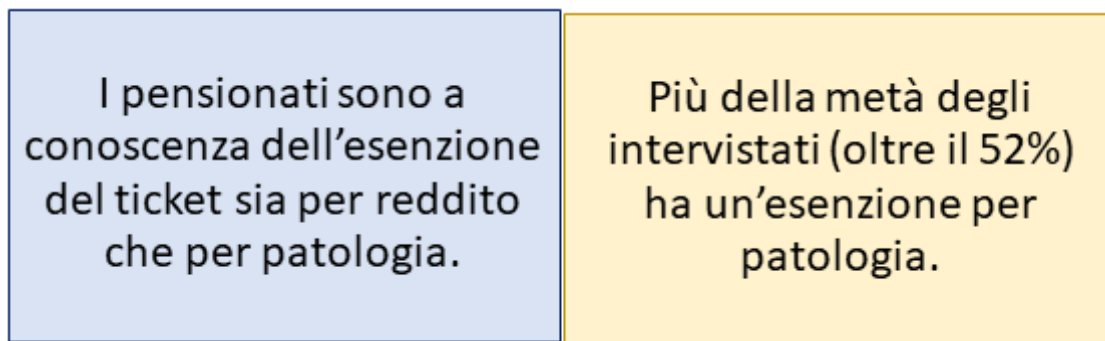 I pensionati sono a
conoscenza dell’esenzione
del ticket sia per reddito
che per patologia.
Più della metà degli
intervistati (oltre il 52%)
ha un’esenzione per
patologia.